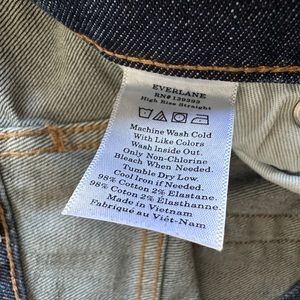 EVERLANE
RN# 139393
High Rise Straight
Machine Wash Cold
With Like Colors
Wash Inside Out.
Only Non-Chlorine
Bleach When Needed.
Tumble Dry Low.
Cool Iron if Needed.
98% Cotton 2% Elastane.
98% Coton 2% Élasthanne.
Made in Vietnam
Fabriqué au Viêt-Nam